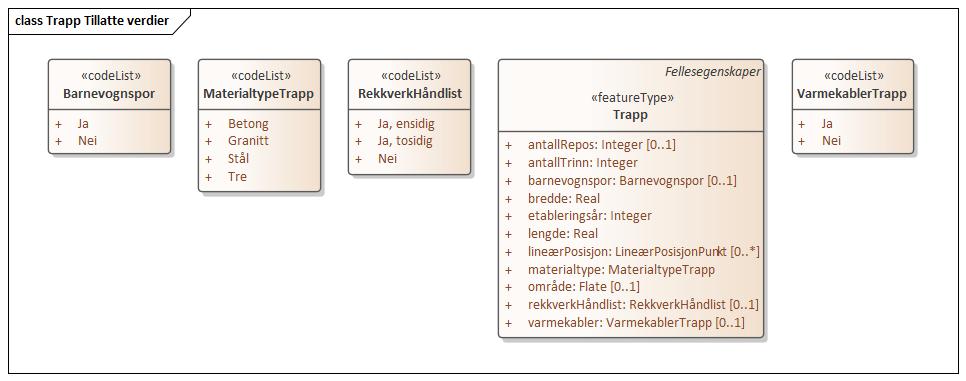 class Trapp Tillatte verdier
«codeList»
Barnevognspor
+ Ja
+ Nei
«codeList»
MaterialtypeTrapp
+ Betong
+ Granitt
+ Stål
+ Tre
«codeList»
RekkverkHåndlist
+ Ja, ensidig
+ Ja, tosidig
+ Nei
Fellesegenskaper
«featureType»
Trapp
+ antallRepos: Integer [0..1]
+ antallTrinn: Integer
+ barnevognspor: Barnevognspor [0..1]
+ bredde: Real
+ etableringsår: Integer
+ lengde: Real
+ lineærPosisjon: LineærPosisjonPunkt [0..*]
+ materialtype: MaterialtypeTrapp
+ område: Flate [0..1]
+ rekkverkHåndlist: RekkverkHåndlist [0..1]
+ varmekabler: VarmekablerTrapp [0..1]
«codeList»
VarmekablerTrapp
+ Ja
+ Nei